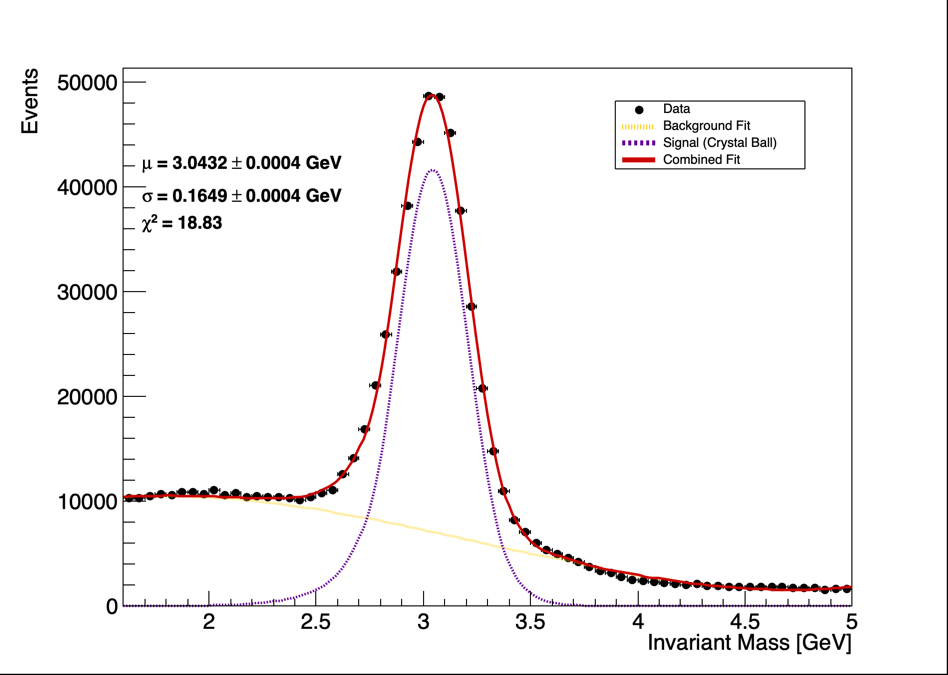 Events
50000
40000
30000
20000
10000
0
μ = 3.0432 ± 0.0004 GeV
σ = 0.1649 ± 0.0004 GeV
χ² = 18.83
Data
Background Fit
Signal (Crystal Ball)
Combined Fit
2 2.5 3 3.5 4 4.5 5
Invariant Mass [GeV]